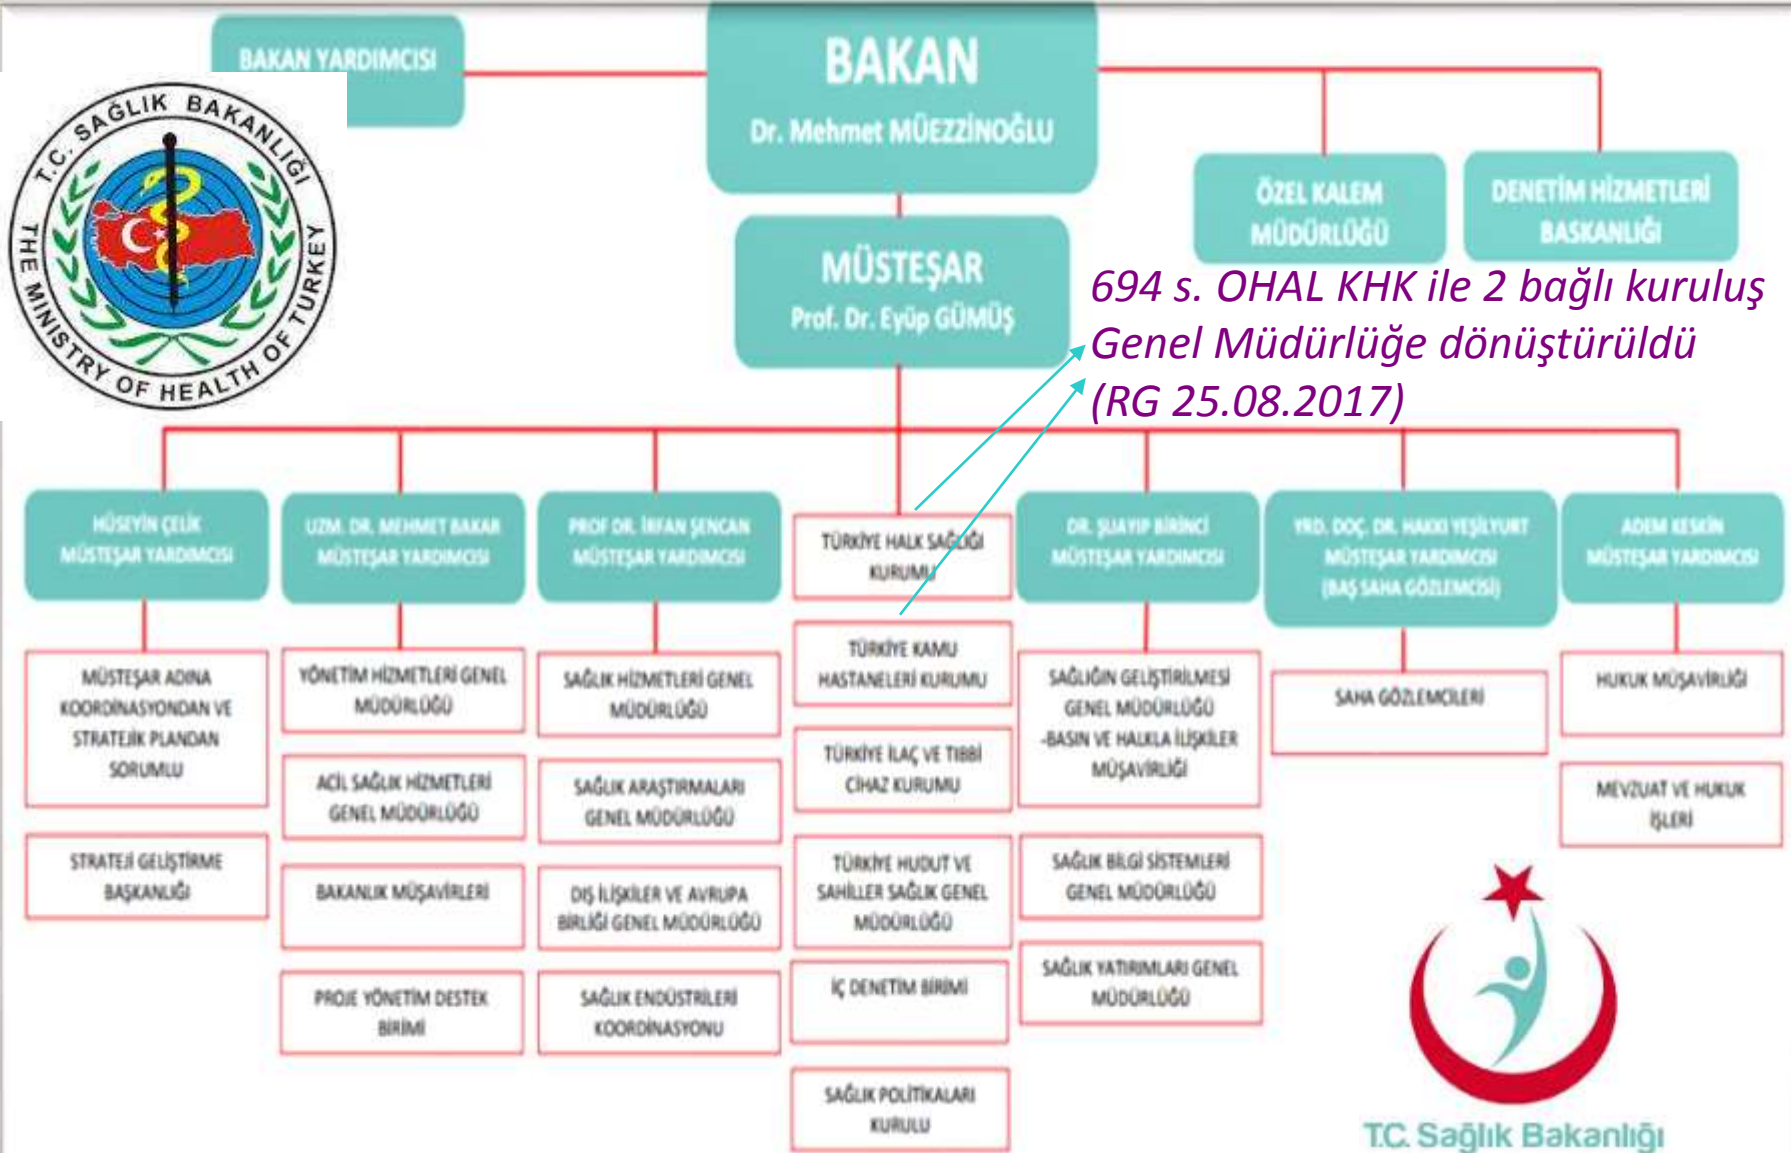 BAKAN YARDIMCISI
BAKAN
Dr. Mehmet MÜEZZİNOĞLU
T.C. SAĞLIK BAKANLIĞI
THE MINISTRY OF HEALTH OF TURKEY
ÖZEL KALEM
MÜDÜRLÜĞÜ
DENETİM HİZMETLERİ
BASKANLIĞI
MÜSTEŞAR
Prof. Dr. Eyüp GÜMÜŞ
694 s. OHAL KHK ile 2 bağlı kuruluş
Genel Müdürlüğe dönüştürüldü
(RG 25.08.2017)
HÜSEYİN ÇELİK
MÜSTEŞAR YARDIMCISI
MÜSTEŞAR ADINA
KOORDİNASYONDAN VE
STRATEJİK PLANDAN
SORUMLU
STRATEJİ GELİŞTİRME
BAŞKANLIĞI
UZM. DR. MEHMET BAKAR
MÜSTEŞAR YARDIMCISI
YÖNETİM HİZMETLERİ GENEL
MÜDÜRLÜĞÜ
ACİL SAĞLIK HİZMETLERİ
GENEL MÜDÜRLÜĞÜ
BAKANLIK MÜŞAVİRLERİ
PROJE YÖNETİM DESTEK
BİRİMİ
PROF DR. İRFAN ŞENCAN
MÜSTEŞAR YARDIMCISI
SAĞLIK HİZMETLERİ GENEL
MÜDÜRLÜĞÜ
SAĞLIK ARAŞTIRMALARI
GENEL MÜDÜRLÜĞÜ
DIŞ İLİŞKİLER VE AVRUPA
BİRLİĞİ GENEL MÜDÜRLÜĞÜ
SAĞLIK ENDÜSTRİLERİ
KOORDİNASYONU
TÜRKİYE HALK SAĞLIĞI
KURUMU
TÜRKİYE KAMU
HASTANELERİ KURUMU
TÜRKİYE İLAÇ VE TIBBİ
CİHAZ KURUMU
TÜRKİYE HUDUT VE
SAHİLLER SAĞLIK GENEL
MÜDÜRLÜĞÜ
İÇ DENETİM BİRİMİ
SAĞLIK POLİTİKALARI
KURULU
DR. ŞUAYIP BİRİNCİ
MÜSTEŞAR YARDIMCISI
SAĞLIĞIN GELİŞTİRİLMESİ
GENEL MÜDÜRLÜĞÜ
-BASIN VE HALKLA İLİŞKİLER
MÜŞAVİRLİĞİ
SAĞLIK BİLGİ SİSTEMLERİ
GENEL MÜDÜRLÜĞÜ
SAĞLIK YATIRIMLARI GENEL
MÜDÜRLÜĞÜ
YRD. DOÇ. DR. HAKKI YEŞİLYURT
MÜSTEŞAR YARDIMCISI
(BAŞ SAHA GÖZLEMCİSİ)
SAHA GÖZLEMCİLERİ
ADEM KESKİN
MÜSTEŞAR YARDIMCISI
HUKUK MÜŞAVİRLİĞİ
MEVZUAT VE HUKUK
İŞLERİ
T.C. Sağlık Bakanlığı